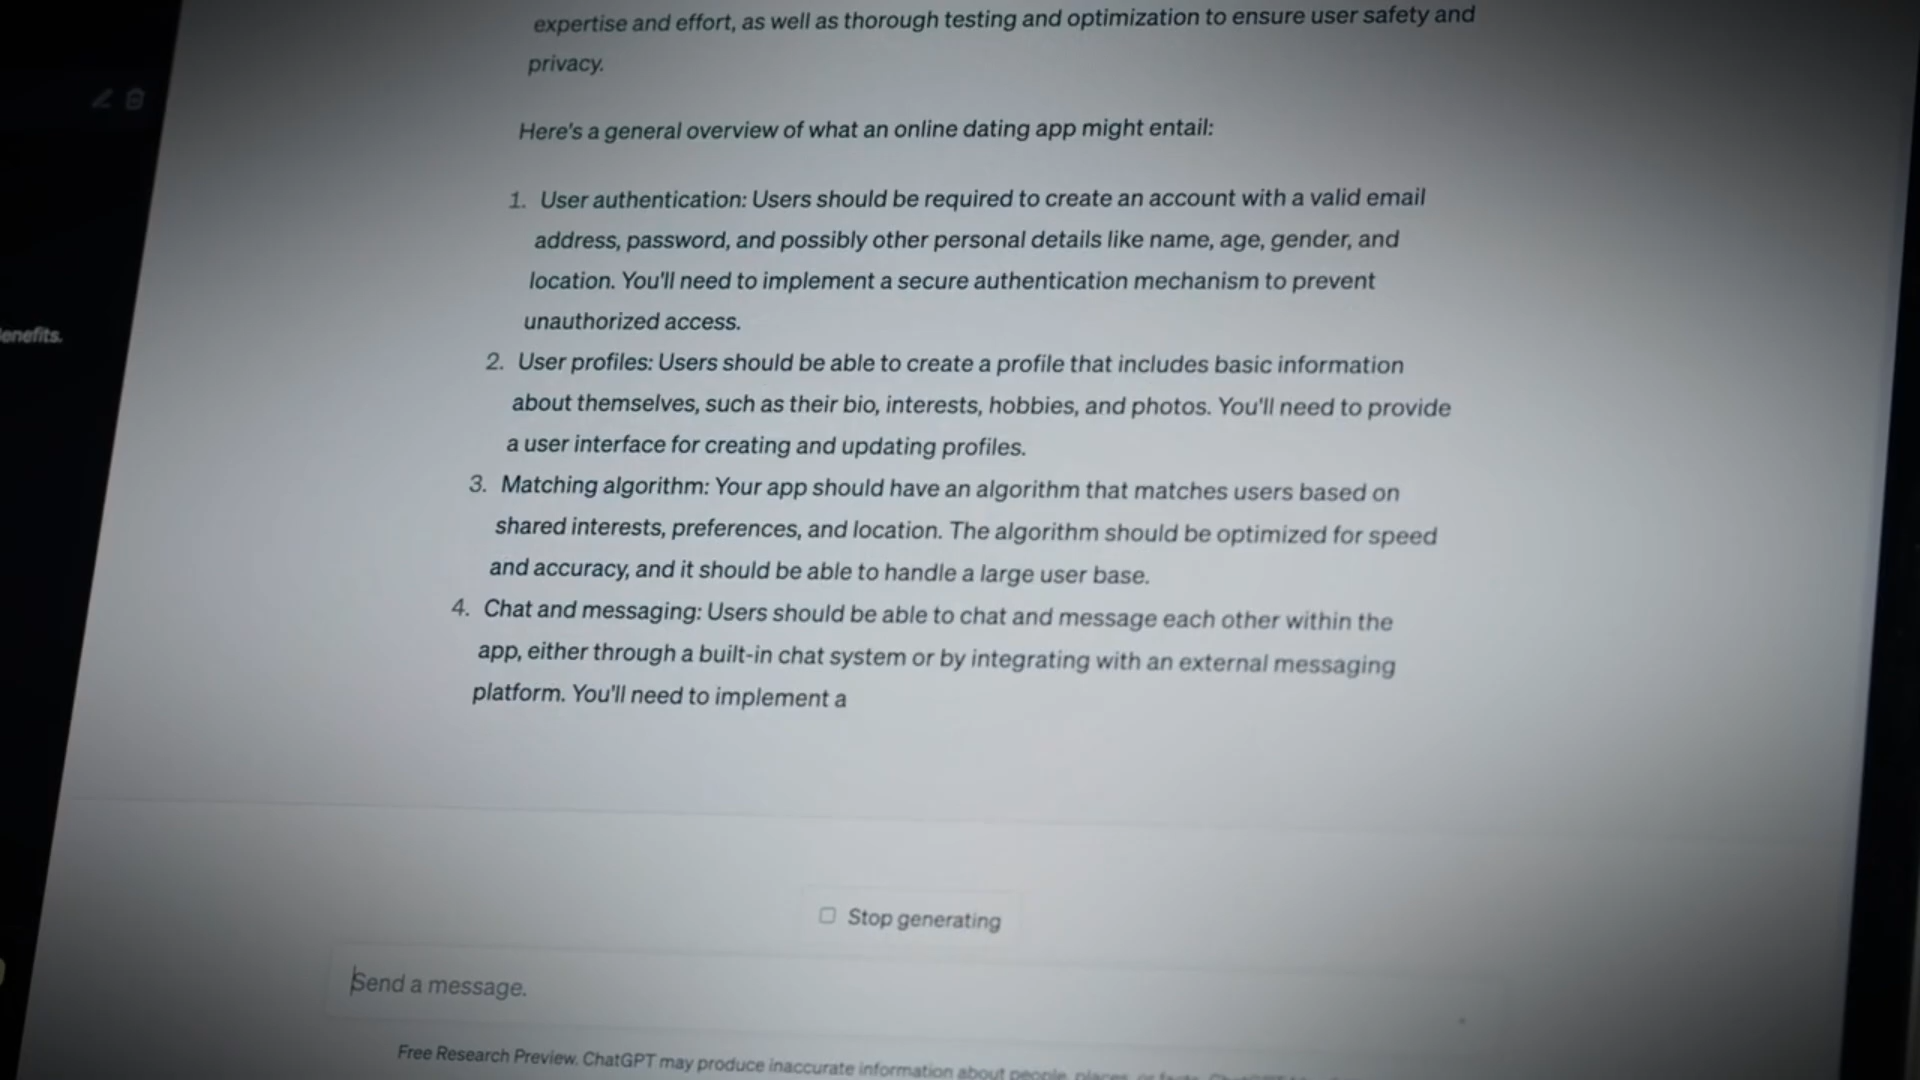 expertise and effort, as well as thorough testing and optimization to ensure user safety and
privacy.
Here's a general overview of what an online dating app might entail:
1. User authentication: Users should be required to create an account with a valid email
address, password, and possibly other personal details like name, age, gender, and
location. You'll need to implement a secure authentication mechanism to prevent
unauthorized access.
enefits.
2. User profiles: Users should be able to create a profile that includes basic information
about themselves, such as their bio, interests, hobbies, and photos. You'll need to provide
a user interface for creating and updating profiles.
3. Matching algorithm: Your app should have an algorithm that matches users based on
shared interests, preferences, and location. The algorithm should be optimized for speed
and accuracy, and it should be able to handle a large user base.
4. Chat and messaging: Users should be able to chat and message each other within the
app, either through a built-in chat system or by integrating with an external messaging
platform. You'll need to implement a
Stop generating
Send a message.
Free Research Preview. ChatGPT may produce inaccurate information about people, places, or facts.